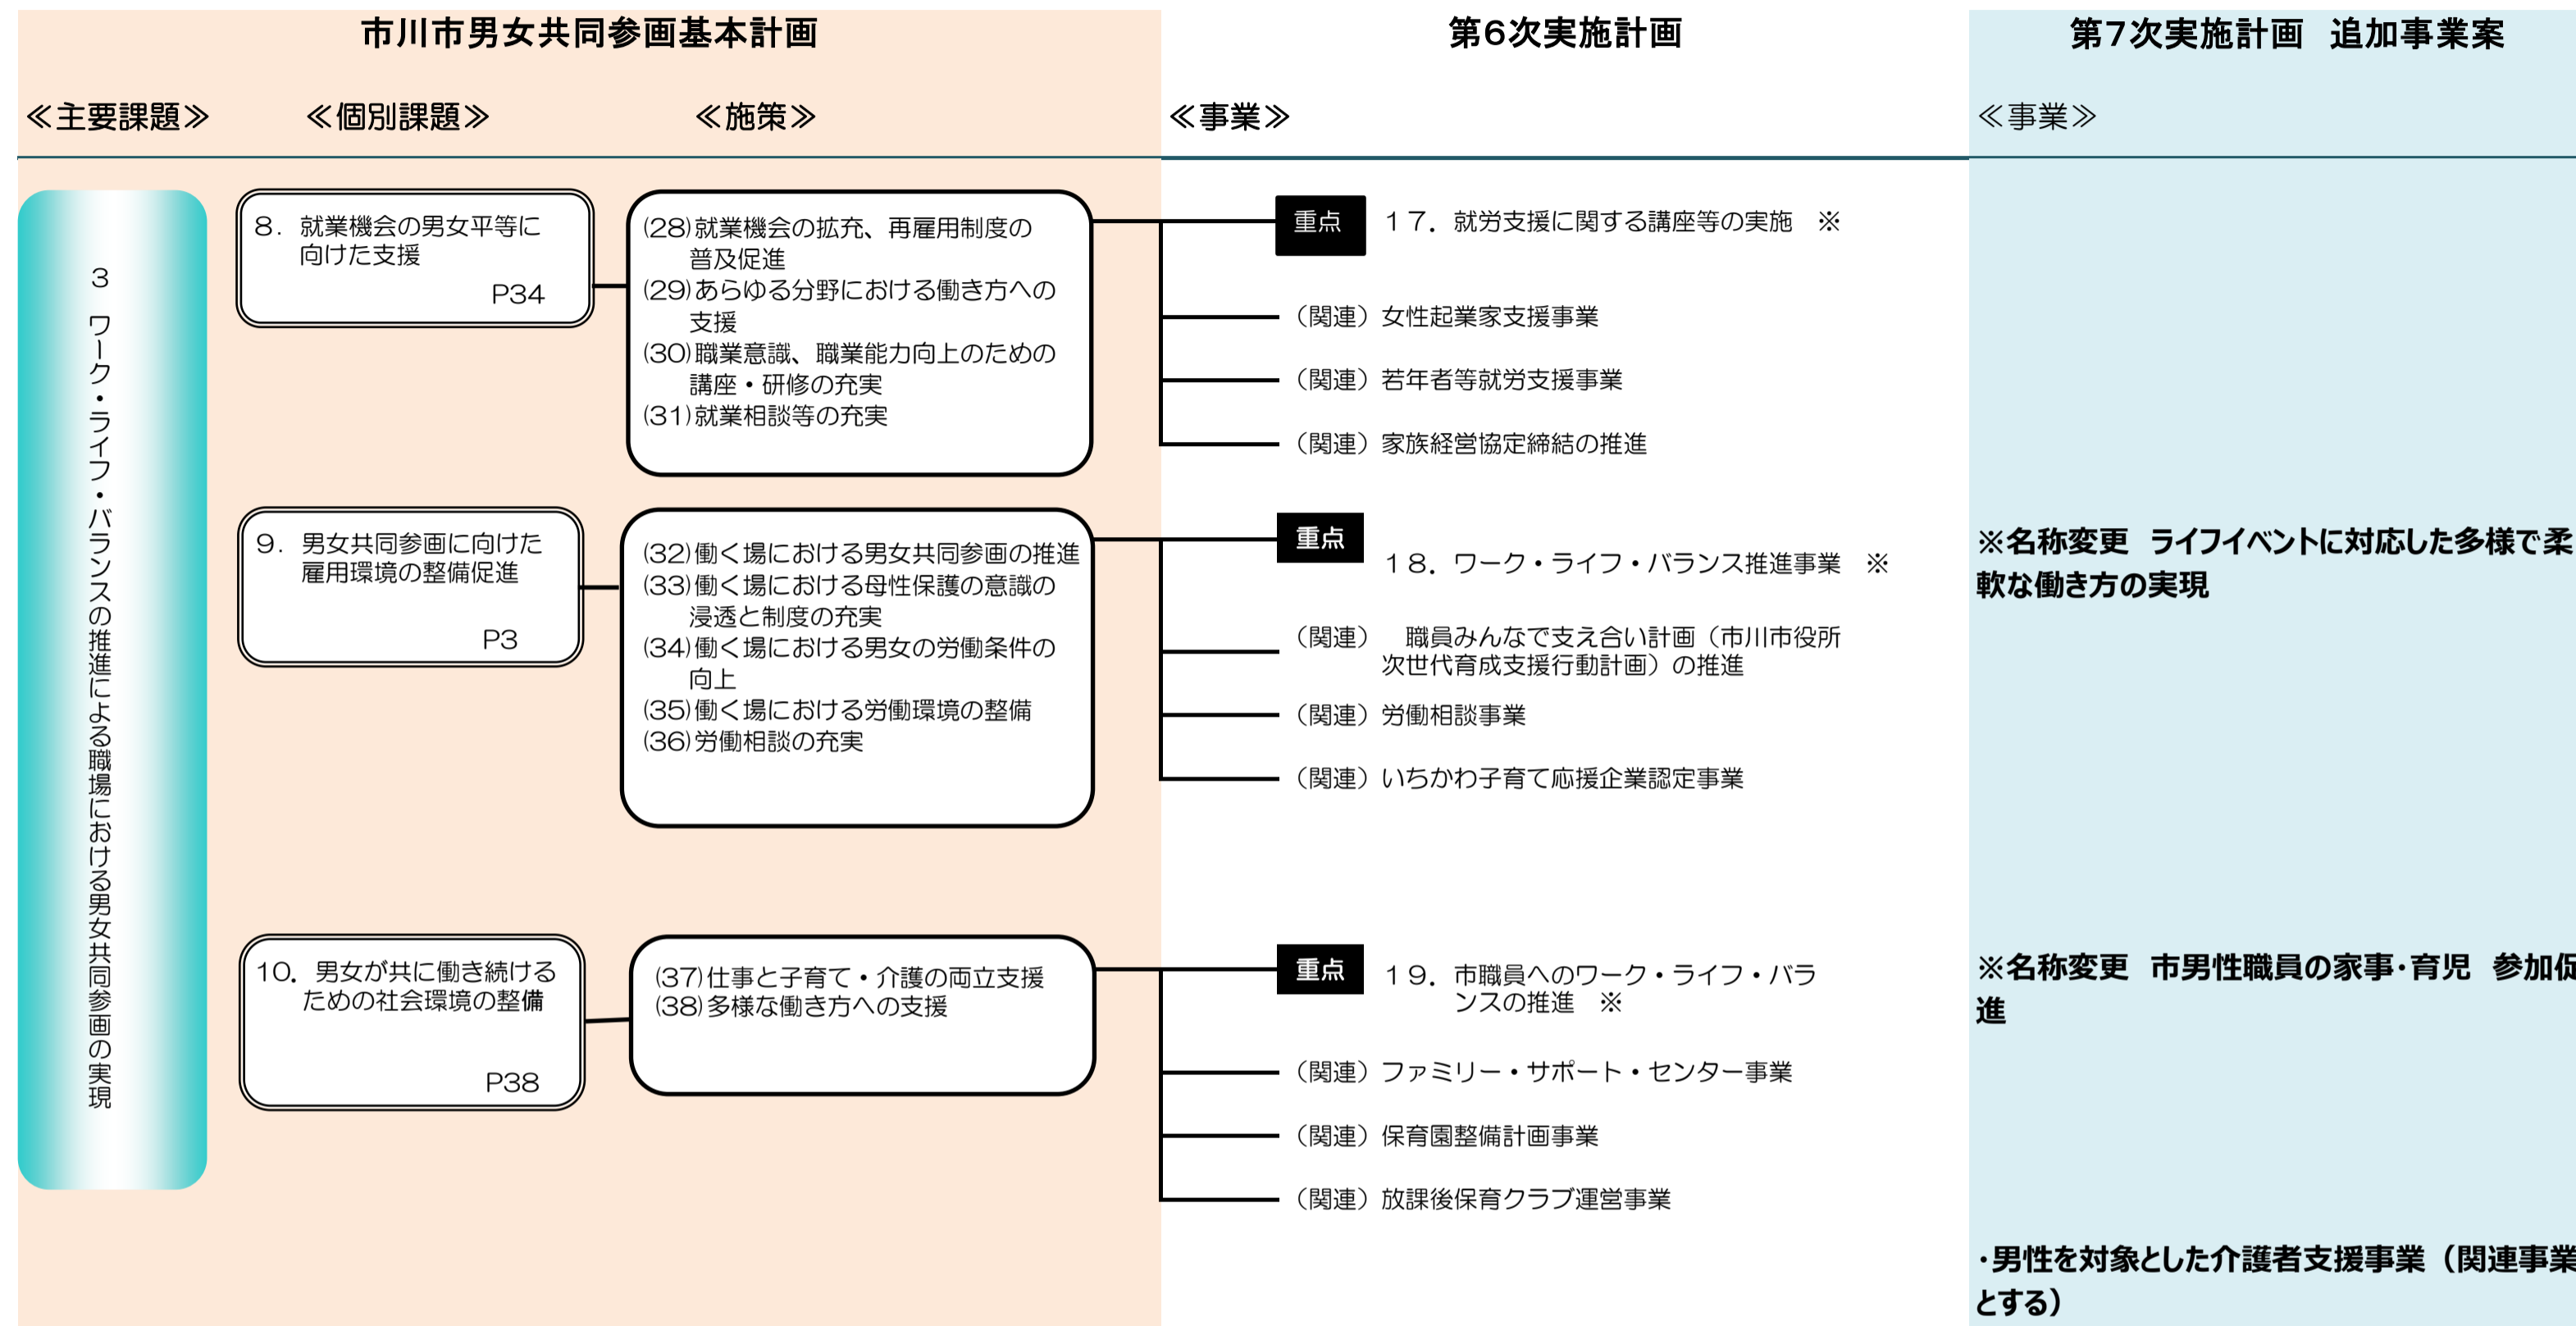 市川市男女共同参画基本計画
第6次実施計画
第7次実施計画　追加事業案
≪主要課題≫
≪個別課題≫
≪施策≫
≪事業≫
≪事業≫
3　ワーク・ライフ・バランスの推進による職場における男女共同参画の実現
8．就業機会の男女平等に
向けた支援
P34
(28)就業機会の拡充、再雇用制度の
普及促進
(29)あらゆる分野における働き方への
支援
(30)職業意識、職業能力向上のための
講座・研修の充実
(31)就業相談等の充実
重点
１７．就労支援に関する講座等の実施　※
（関連）女性起業家支援事業
（関連）若年者等就労支援事業
（関連）家族経営協定締結の推進
9．男女共同参画に向けた
雇用環境の整備促進
P3
(32)働く場における男女共同参画の推進
(33)働く場における母性保護の意識の
浸透と制度の充実
(34)働く場における男女の労働条件の
向上
(35)働く場における労働環境の整備
(36)労働相談の充実
重点
１８．ワーク・ライフ・バランス推進事業　※
（関連）　職員みんなで支え合い計画（市川市役所
次世代育成支援行動計画）の推進
（関連）労働相談事業
（関連）いちかわ子育て応援企業認定事業
※名称変更　ライフイベントに対応した多様で柔
軟な働き方の実現
10．男女が共に働き続ける
ための社会環境の整備
P38
(37)仕事と子育て・介護の両立支援
(38)多様な働き方への支援
重点
１９．市職員へのワーク・ライフ・バラ
ンスの推進　※
（関連）ファミリー・サポート・センター事業
（関連）保育園整備計画事業
（関連）放課後保育クラブ運営事業
※名称変更　市男性職員の家事・育児　参加促
進
・男性を対象とした介護者支援事業（関連事業
とする）